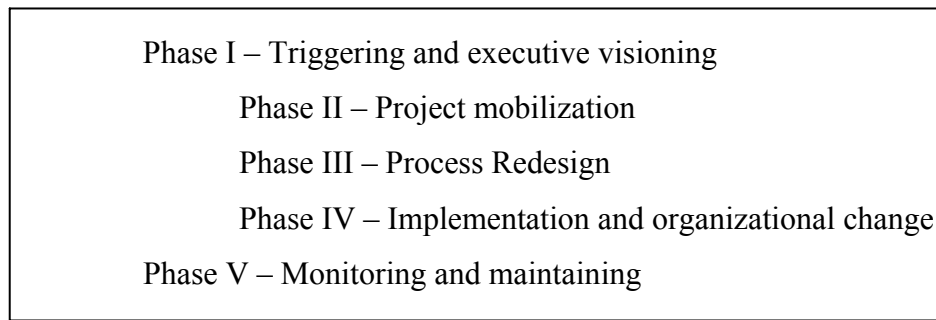 Phase I – Triggering and executive visioning
Phase II – Project mobilization
Phase III – Process Redesign
Phase IV – Implementation and organizational change
Phase V – Monitoring and maintaining